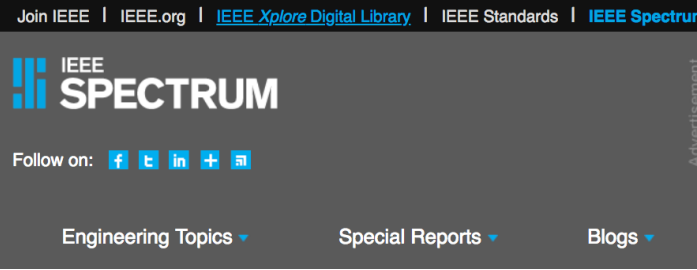 Join IEEE | IEEE.org | IEEE Xplore Digital Library | IEEE Standards | IEEE Spectrum
IEEE
SPECTRUM
Advertisement
Follow on:
Engineering Topics
Special Reports
Blogs